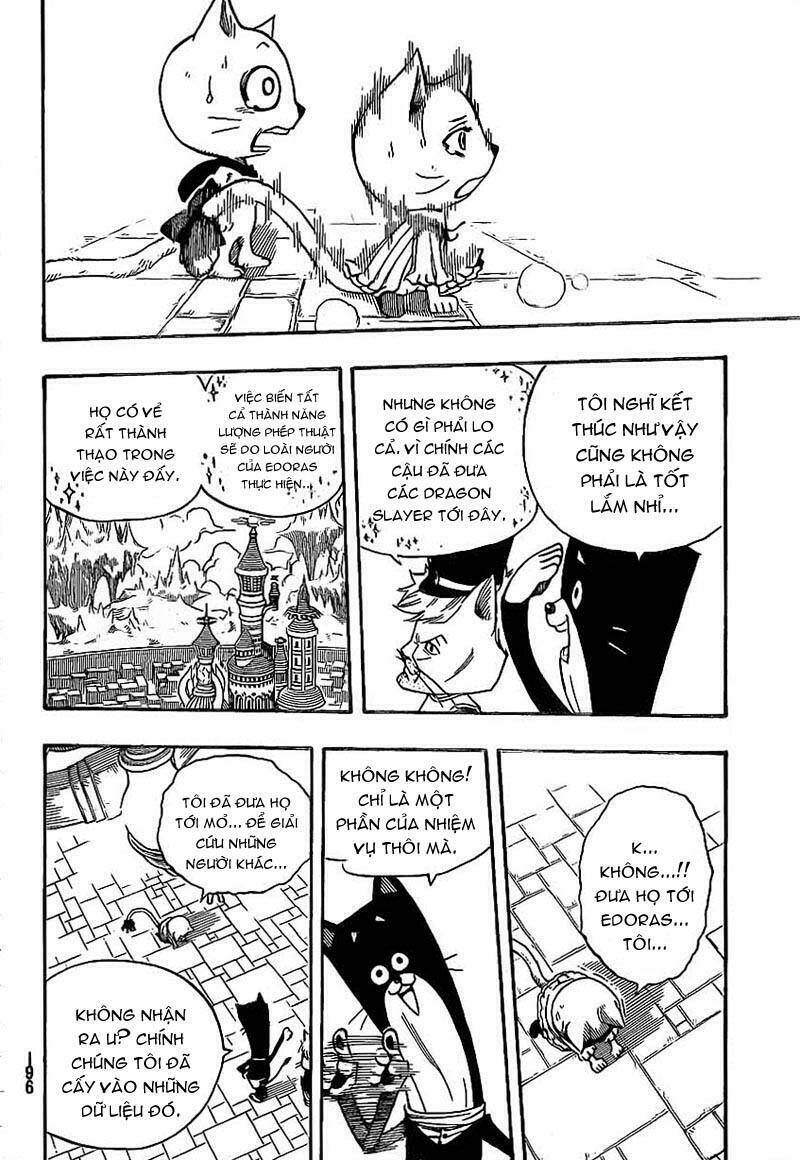 TÔI NGHĨ KẾT
THÚC NHƯ VẬY
CŨNG KHÔNG
PHẢI LÀ TỐT
LẮM NHỈ...
NHƯNG KHÔNG
CÓ GÌ PHẢI LO
CẢ. VÌ CHÍNH CÁC
CẬU ĐÃ ĐƯA
CÁC DRAGON
SLAYER TỚI ĐÂY.
VIỆC BIẾN TẤT
CẢ THÀNH NĂNG
LƯỢNG PHÉP THUẬT
SẼ DO LOÀI NGƯỜI
CỦA EDORAS
THỰC HIỆN...
HỌ CÓ VẺ
RẤT THÀNH
THẠO TRONG
VIỆC NÀY ĐẤY.
K...
KHÔNG...!!
ĐƯA HỌ TỚI
EDORAS...
TÔI...
KHÔNG KHÔNG!
CHỈ LÀ MỘT
PHẦN CỦA NHIỆM
VỤ THÔI MÀ.
TÔI ĐÃ ĐƯA HỌ
TỚI MỎ... ĐỂ GIẢI
CỨU NHỮNG
NGƯỜI KHÁC...
KHÔNG NHẬN
RA Ư? CHÍNH
CHÚNG TÔI ĐÃ
CẤY VÀO NHỮNG
DỮ LIỆU ĐÓ.
196